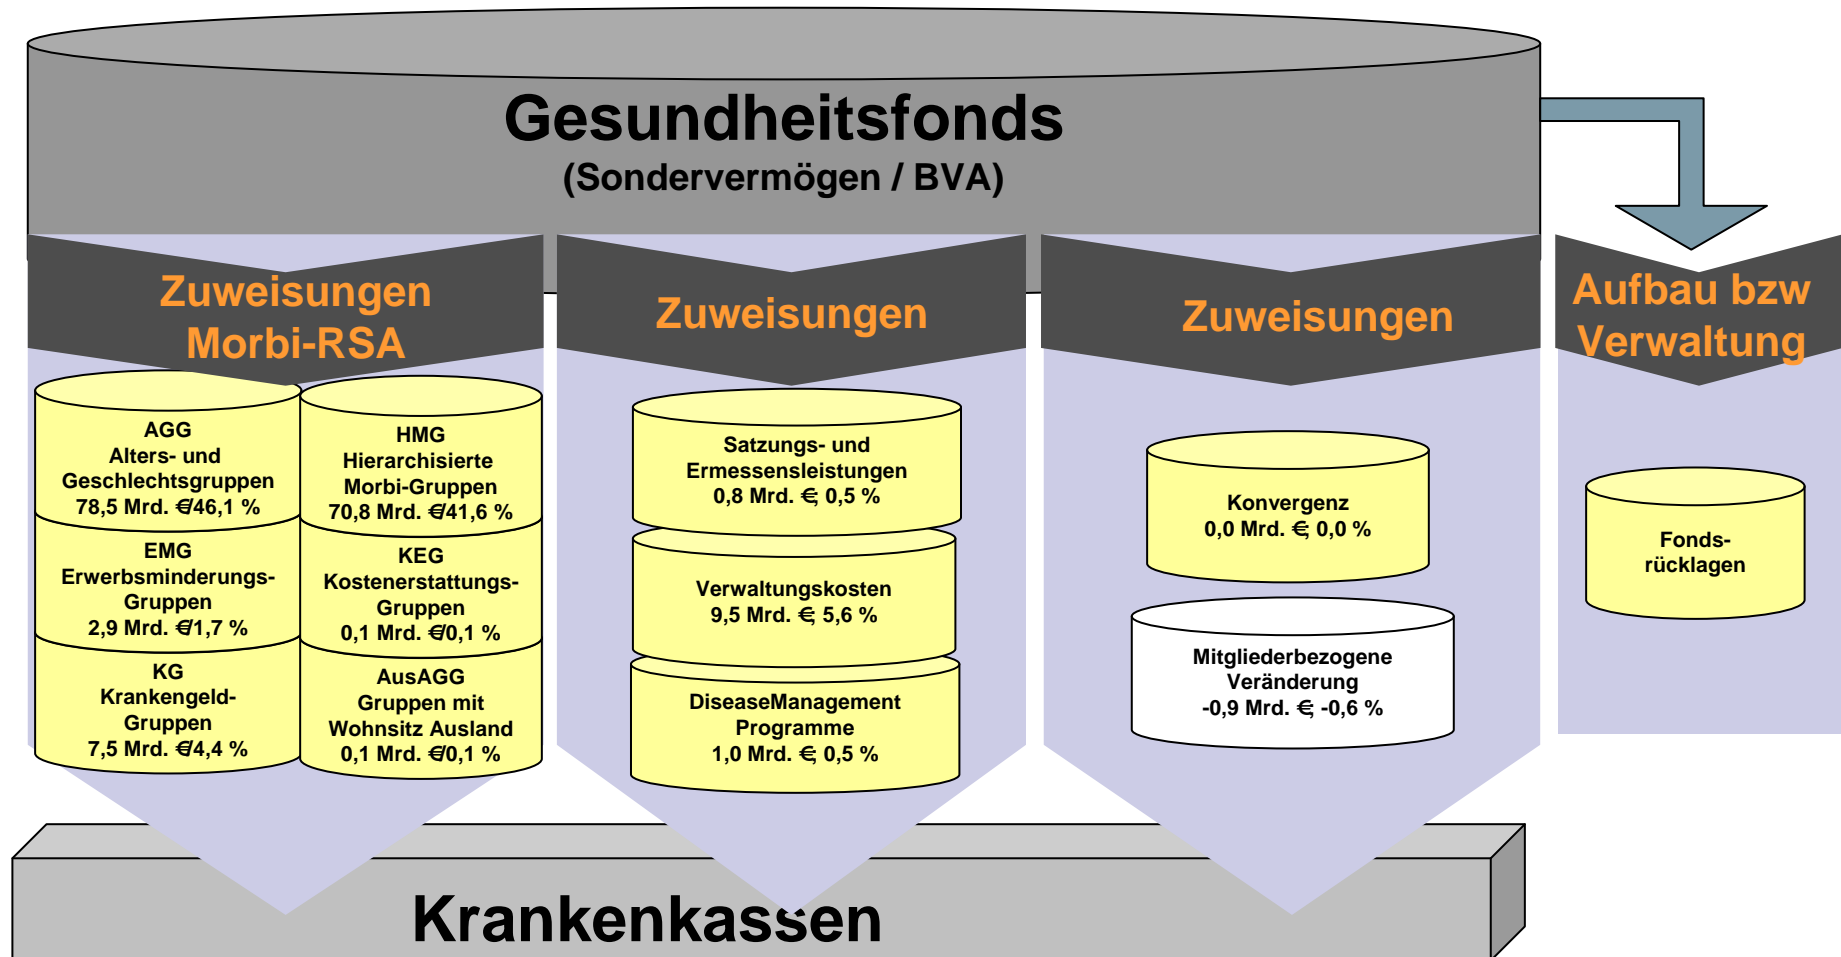 Gesundheitsfonds
(Sondervermögen / BVA)
Zuweisungen
Morbi-RSA
AGG
Alters- und
Geschlechtsgruppen
78,5 Mrd. €/46,1 %
EMG
Erwerbsminderungs-
Gruppen
2,9 Mrd. €/1,7 %
KG
Krankengeld-
Gruppen
7,5 Mrd. €/4,4 %
HMG
Hierarchisierte
Morbi-Gruppen
70,8 Mrd. €/41,6 %
KEG
Kostenerstattungs-
Gruppen
0,1 Mrd. €/0,1 %
AusAGG
Gruppen mit
Wohnsitz Ausland
0,1 Mrd. €/0,1 %
Zuweisungen
Satzungs- und
Ermessensleistungen
0,8 Mrd. €; 0,5 %
Verwaltungskosten
9,5 Mrd. €; 5,6 %
DiseaseManagement
Programme
1,0 Mrd. €; 0,5 %
Zuweisungen
Konvergenz
0,0 Mrd. €; 0,0 %
Mitgliederbezogene
Veränderung
-0,9 Mrd. €; -0,6 %
Aufbau bzw
Verwaltung
Fonds-
rücklagen
Krankenkassen